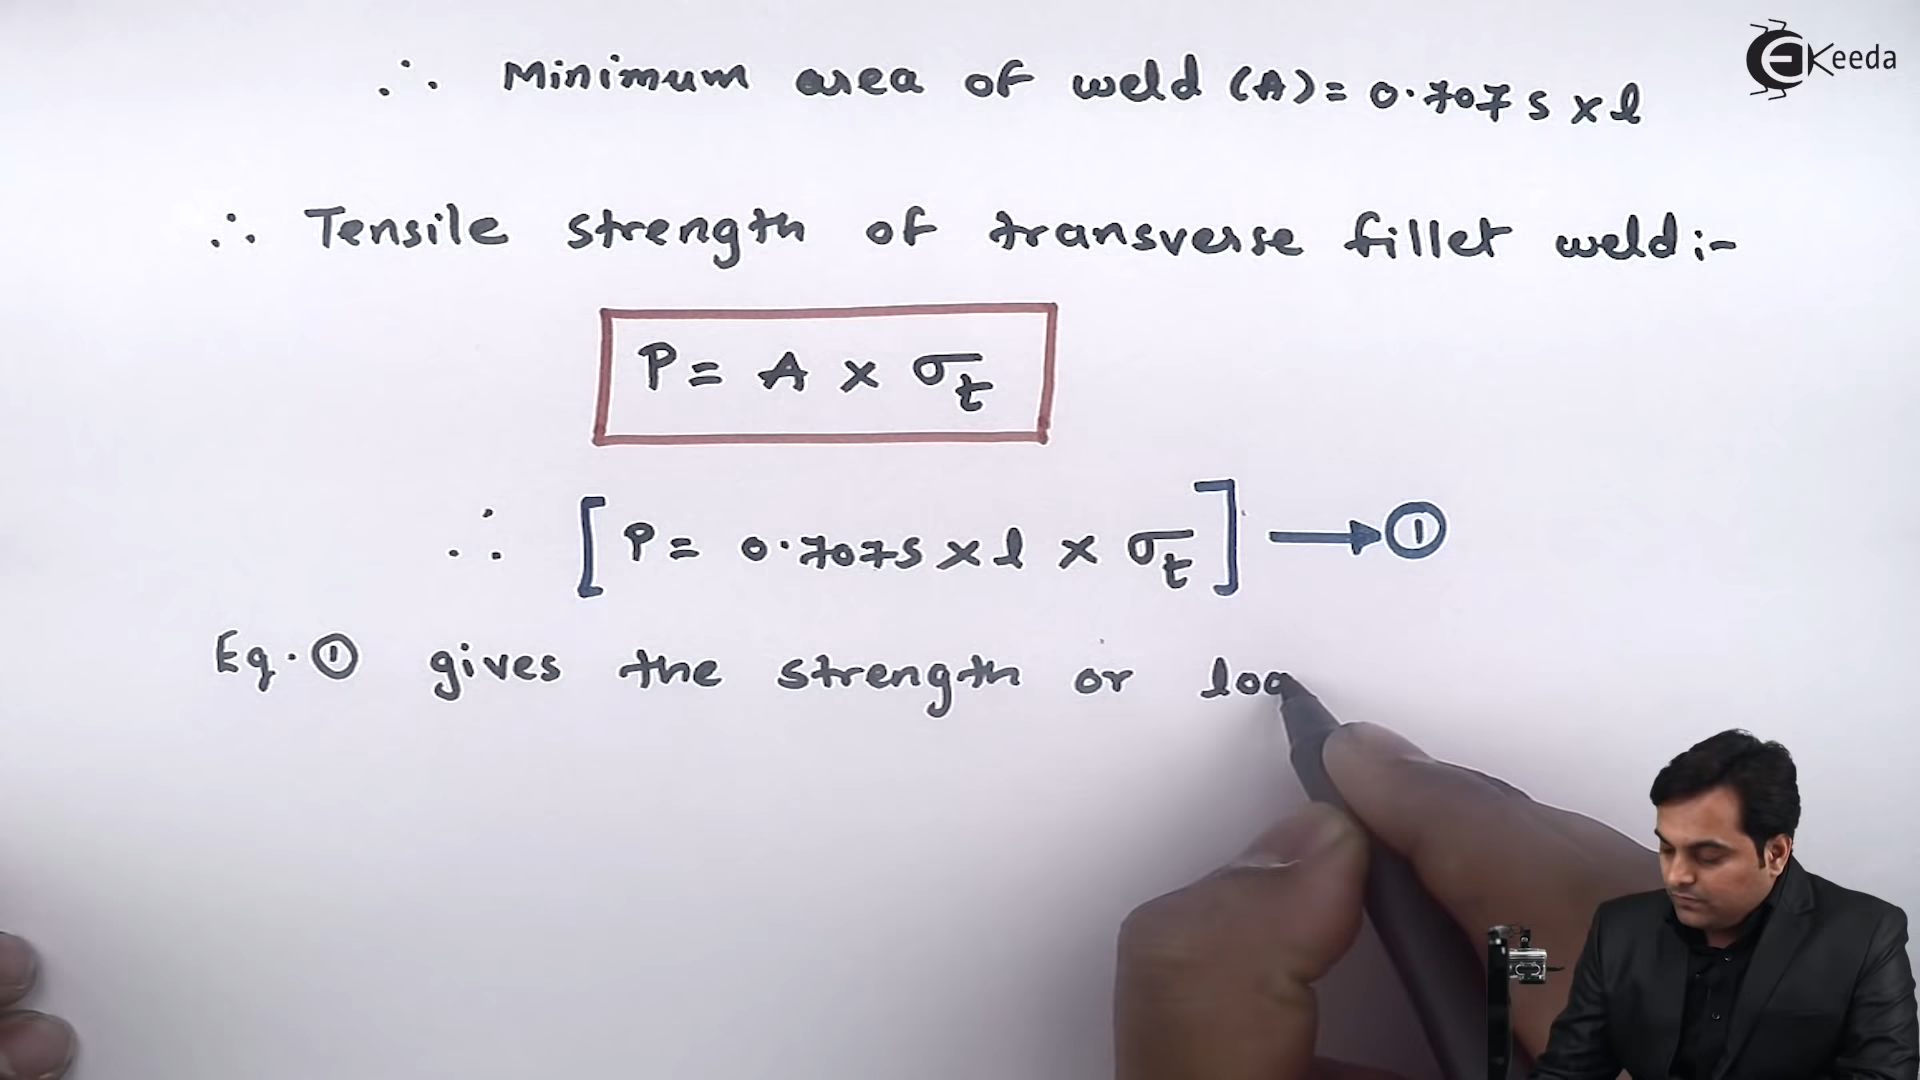 Keeda
∴ Minimum area of weld (A) = 0.707 s x l
∴ Tensile strength of transverse fillet weld :-
P = A x σt
∴ [ P = 0.707 s x l x σt ] → ①
Eq. ① gives the strength or loa